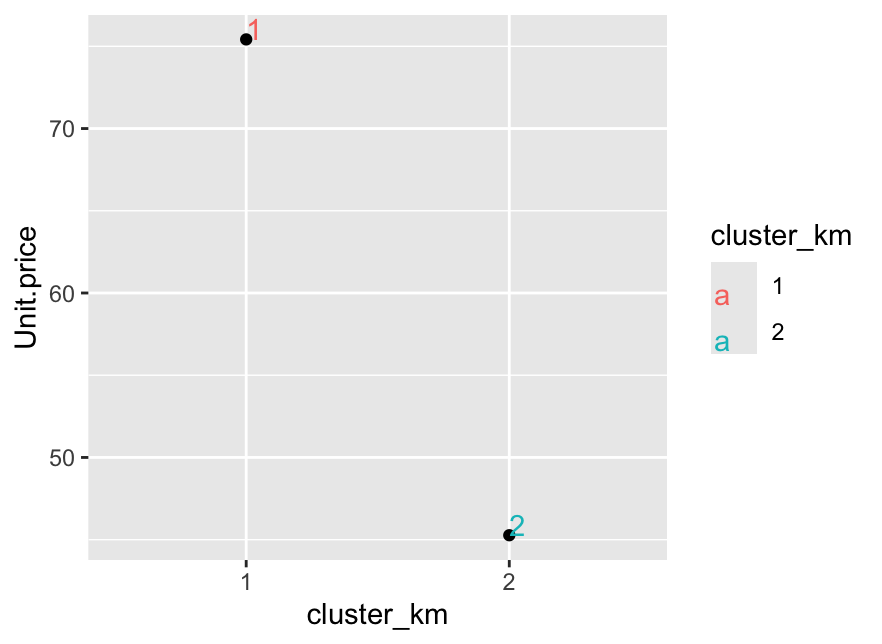 1
70
60
50
2
1 2
cluster_km
Unit.price
cluster_km
a 1
a 2